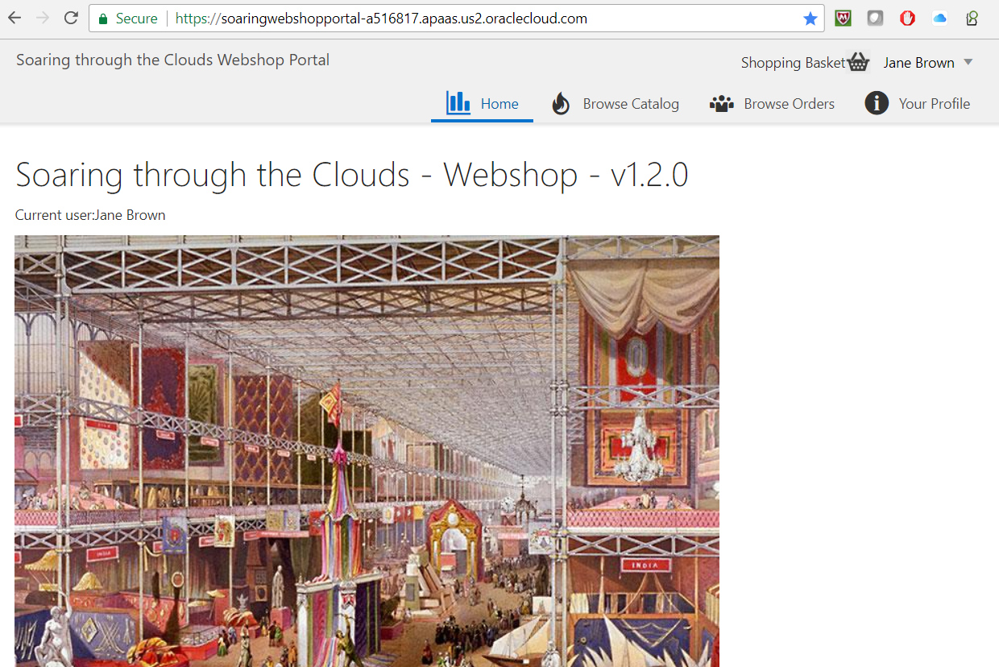 Secure https://soaringwebshopportal-a516817.apaas.us2.oraclecloud.com
Soaring through the Clouds Webshop Portal
Shopping Basket Jane Brown
Home Browse Catalog Browse Orders Your Profile
Soaring through the Clouds - Webshop - v1.2.0
Current user:Jane Brown
INDIA
INDIA